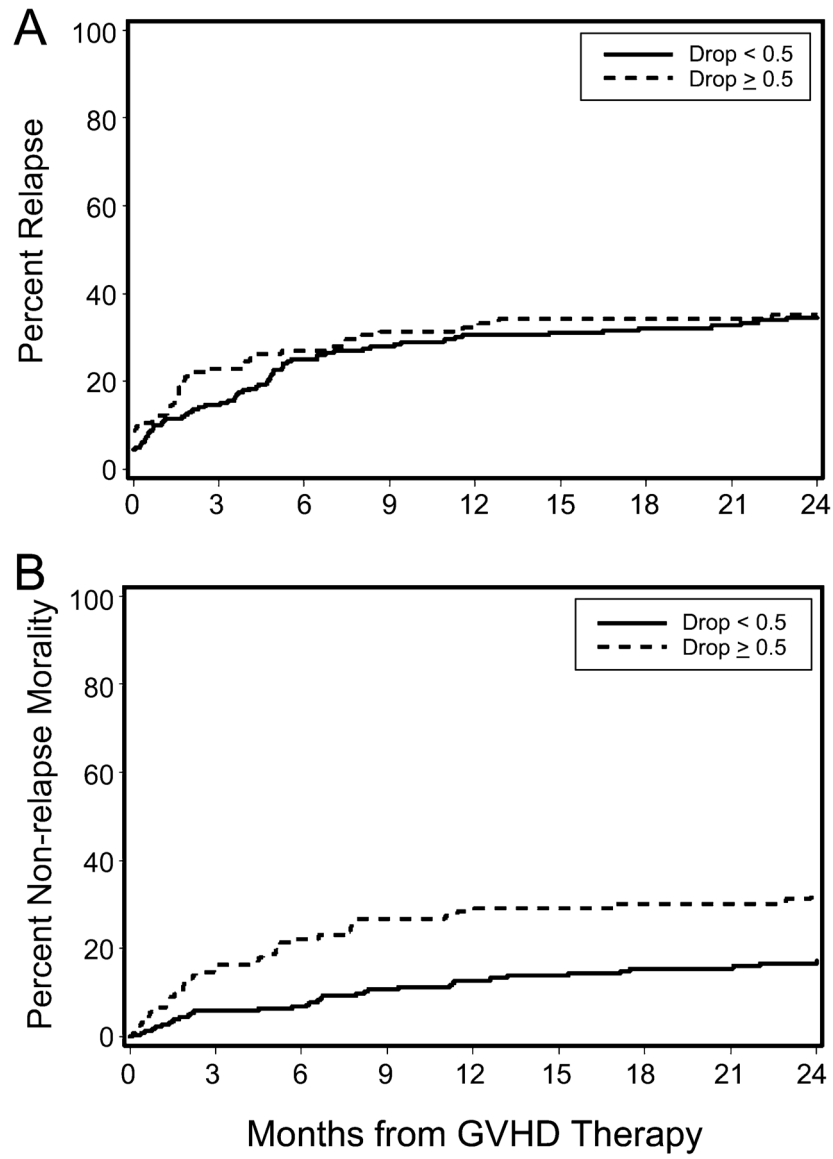 A
Percent Relapse
100
80
60
40
20
0
Drop < 0.5
Drop ≥ 0.5
0 3 6 9 12 15 18 21 24
B
Percent Non-relapse Morality
100
80
60
40
20
0
Drop < 0.5
Drop ≥ 0.5
0 3 6 9 12 15 18 21 24
Months from GVHD Therapy